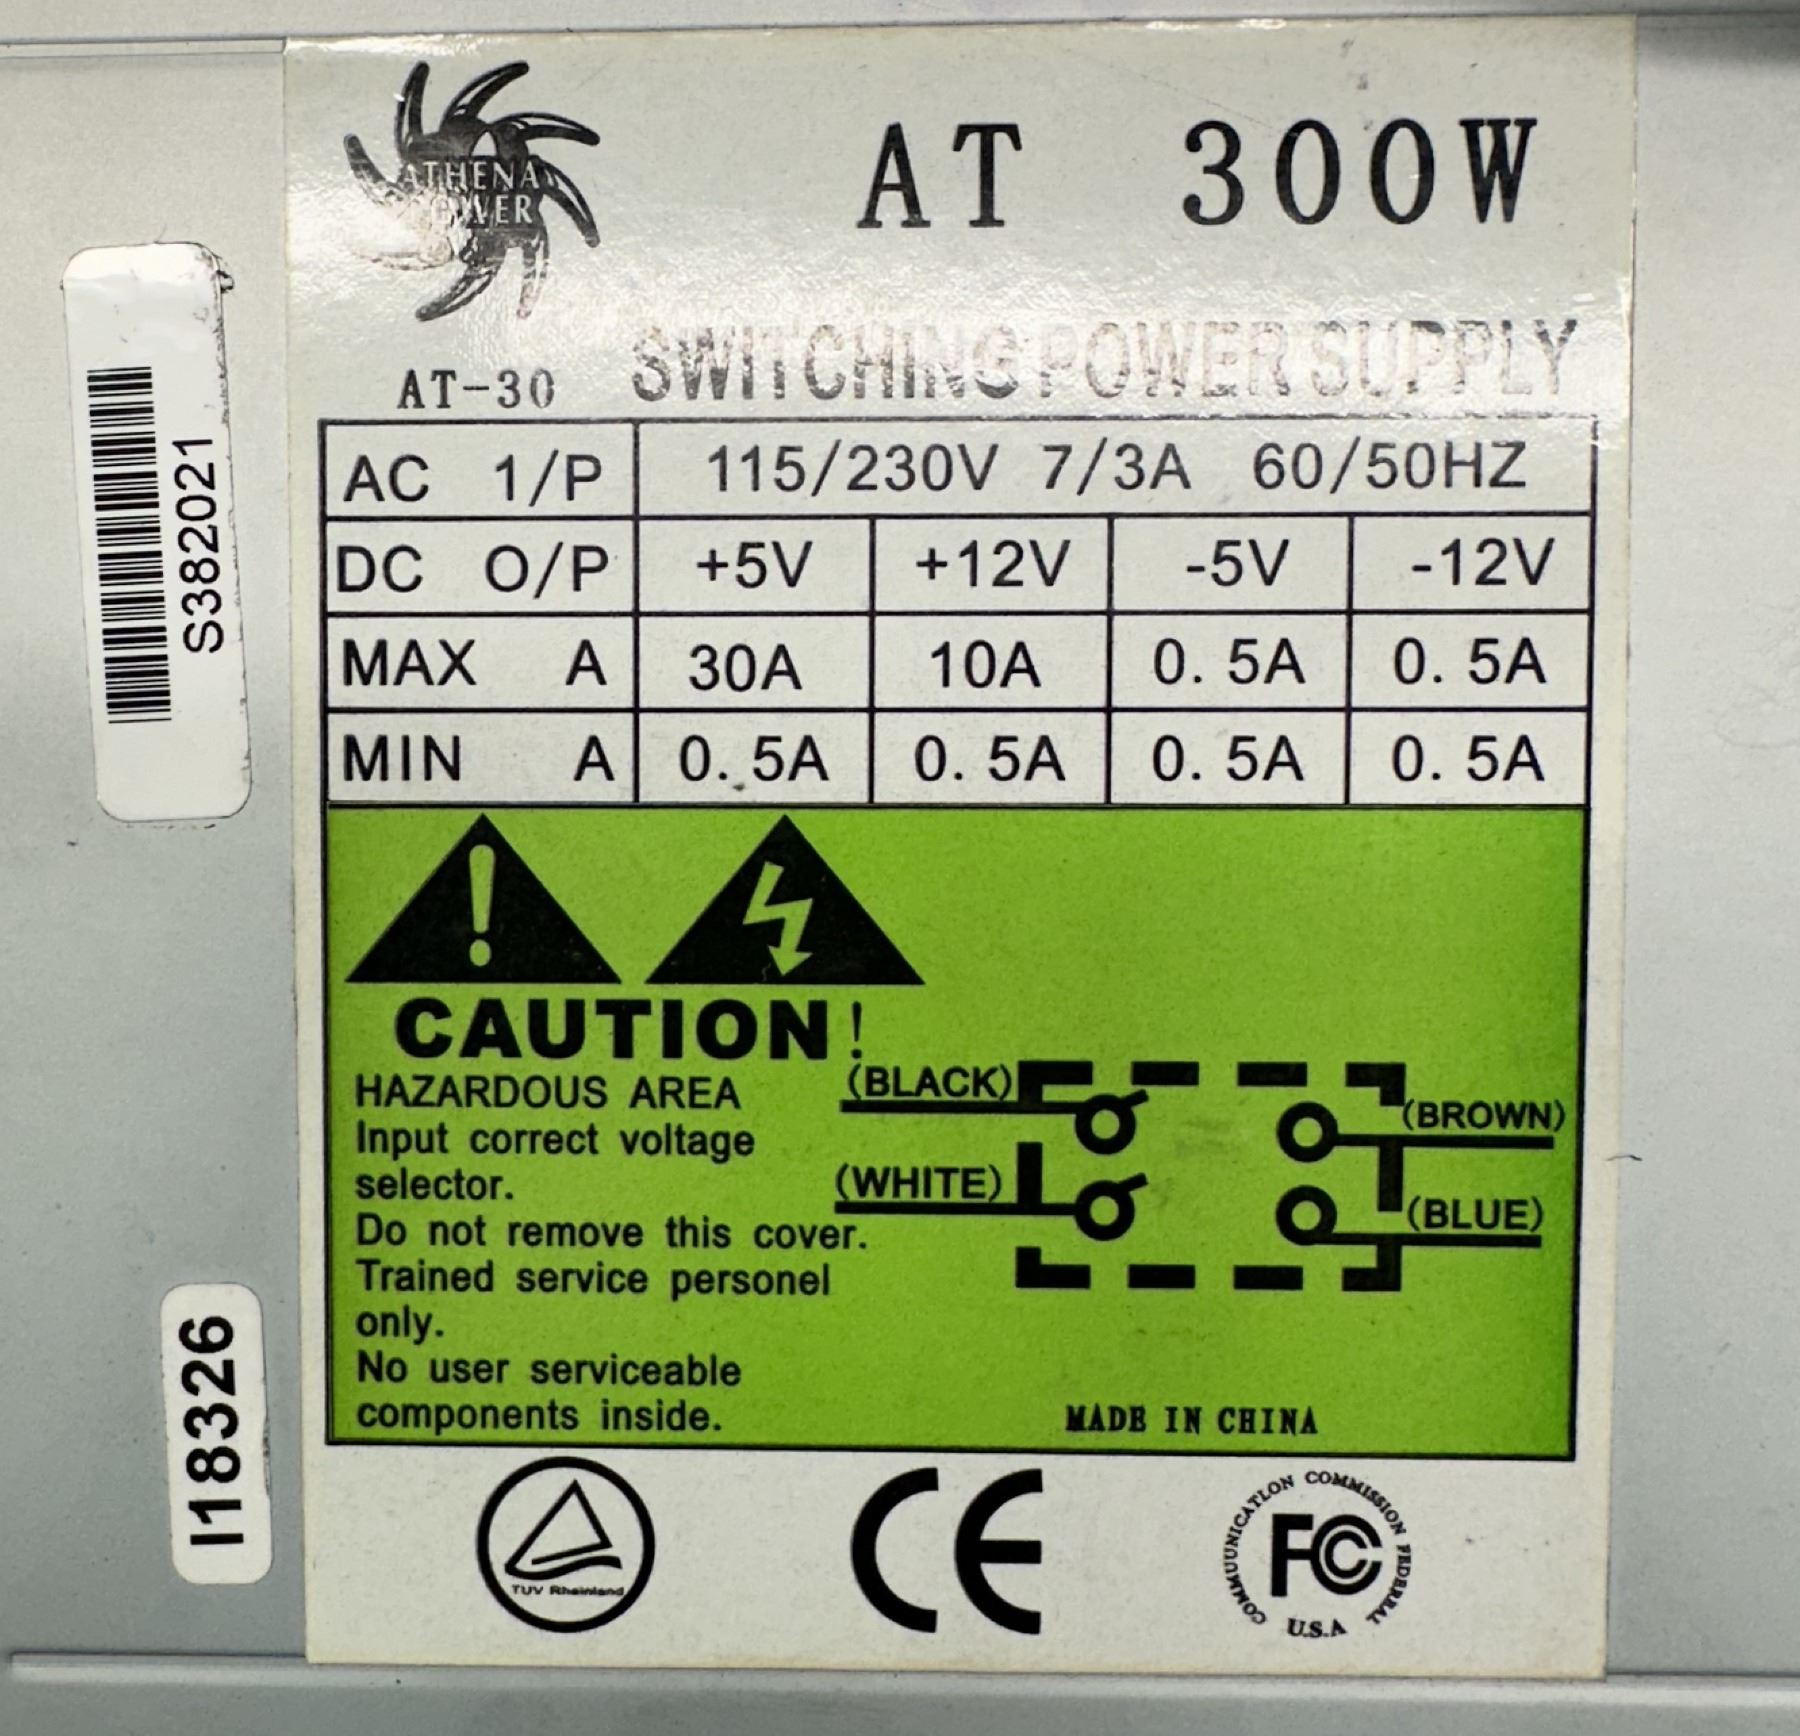 ATHENA
POWER
AT 300W
SWITCHING POWER SUPPLY
AT-30
AC 1/P 115/230V 7/3A 60/50HZ
DC O/P +5V +12V -5V -12V
MAX A 30A 10A 0.5A 0.5A
MIN A 0.5A 0.5A 0.5A 0.5A
S382021
CAUTION!
HAZARDOUS AREA
Input correct voltage
selector.
Do not remove this cover.
Trained service personel
only.
No user serviceable
components inside.
(BLACK)
(BROWN)
(WHITE)
(BLUE)
MADE IN CHINA
I18326
TUV Rheinland
CE
COMMUUNICATLON COMMISSION FEDERRAL
FCC
U.S.A